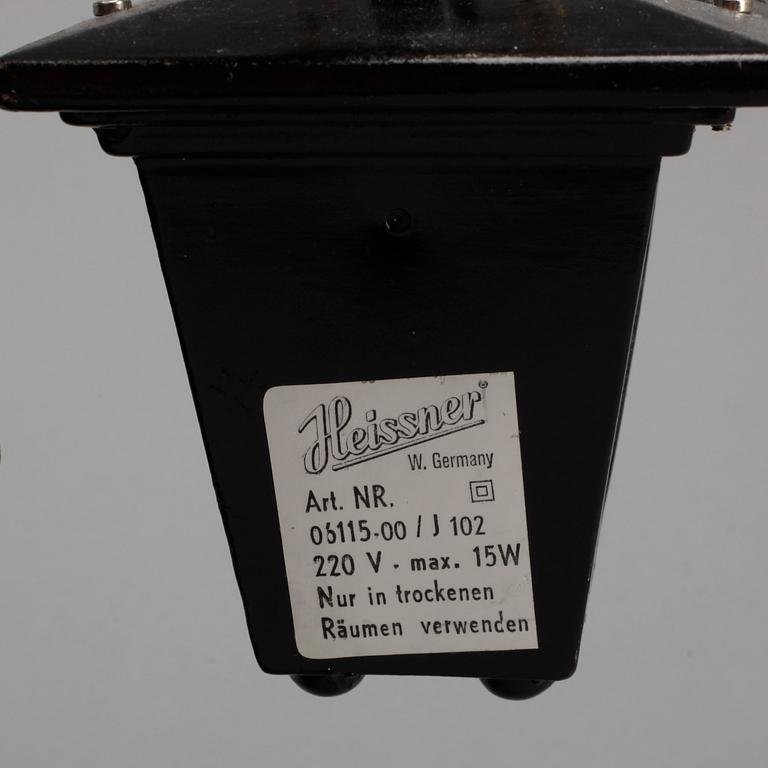 Heissner®
W. Germany
Art. NR.
06115-00 / J 102
220 V - max. 15W
Nur in trockenen
Räumen verwenden